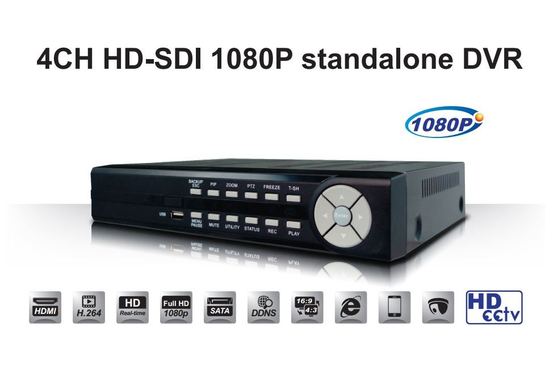 4CH HD-SDI 1080P standalone DVR
1080P
BACKUP ESC PIP ZOOM PTZ FREEZE T-SH
USB MENU PAUSE MUTE UTILITY STATUS REC PLAY
Enter
HDMI H.264 HD Real-time Full HD 1080p SATA DDNS 16:9 4:3
HD cctv